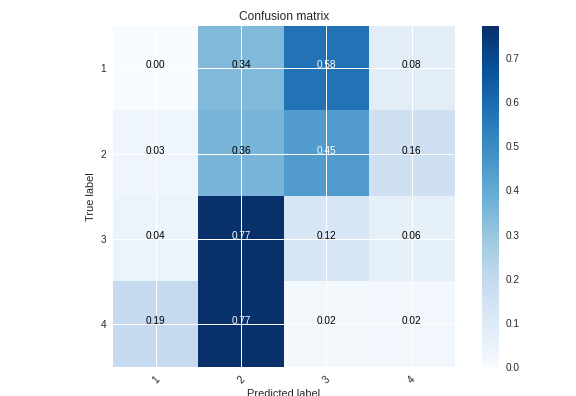 Confusion matrix
0.7
1 0.00 0.34 0.58 0.08
0.6
0.5
2 0.03 0.36 0.45 0.16
0.4
True label
0.3
3 0.04 0.77 0.12 0.06
0.2
4 0.19 0.77 0.02 0.02
0.1
0.0
1 2 3 4
Predicted label